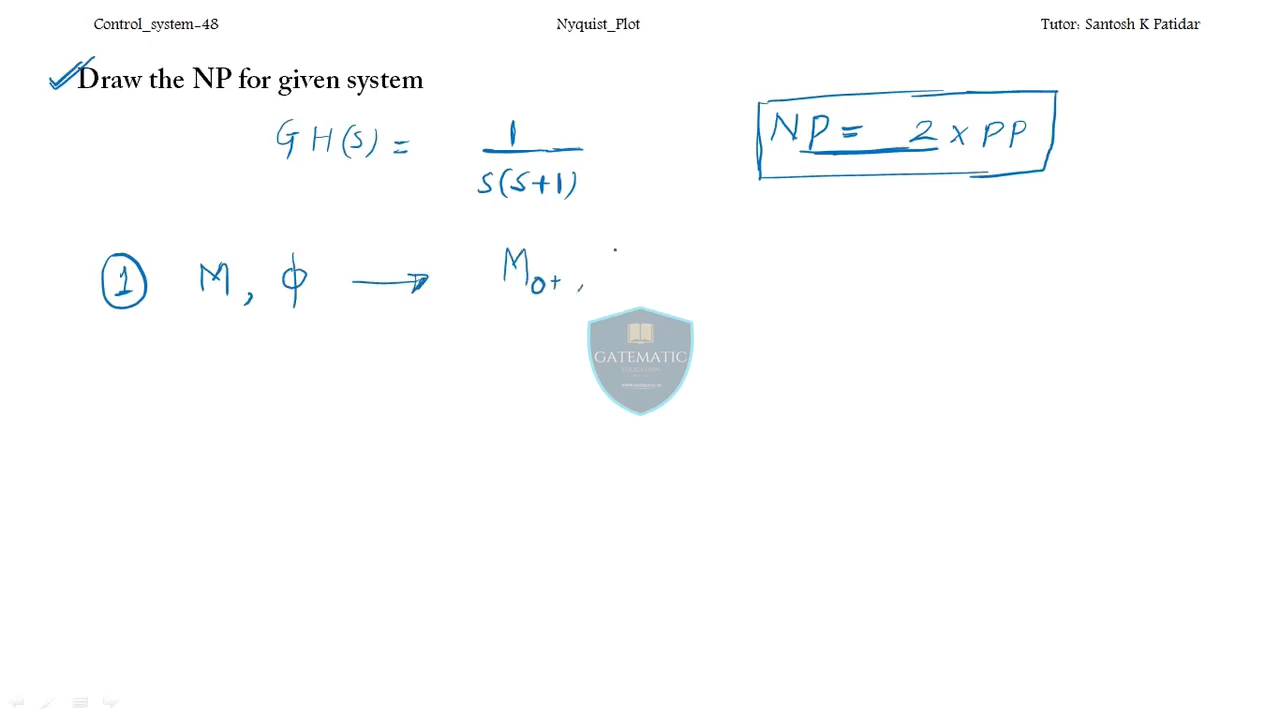 Control_system-48 Nyquist_Plot Tutor: Santosh K Patidar
Draw the NP for given system
GH(S) = 1 / S(S+1)
NP = 2 x PP
1 M, ϕ → M0+,
GATEMATIC
EDUCATION